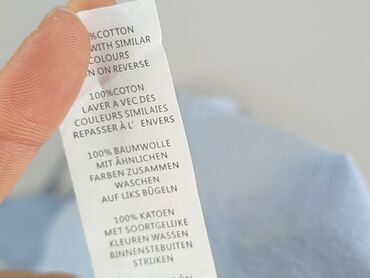 %COTTON
WITH SIMILAR
COLOURS
ON REVERSE
100%COTON
LAVER A VEC DES
COULEURS SIMILAIES
REPASSER À L' ENVERS
100% BAUMWOLLE
MIT ÄHNLICHEN
FARBEN ZUSAMMEN
WASCHEN
AUF LIKS BÜGELN
100% KATOEN
MET SOORTGELIJKE
KLEUREN WASSEN
BINNENSTEBUITEN
STRIJKEN